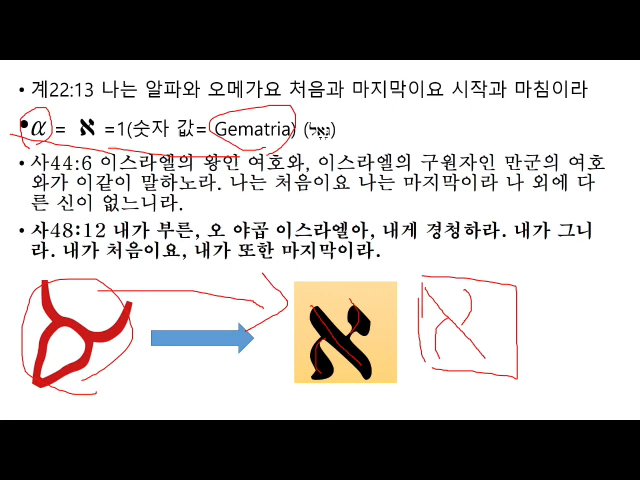 • 계22:13 나는 알파와 오메가요 처음과 마지막이요 시작과 마침이라
• α = א =1(숫자 값= Gematria) (גָּאַל)
• 사44:6 이스라엘의 왕인 여호와, 이스라엘의 구원자인 만군의 여호
와가 이같이 말하노라. 나는 처음이요 나는 마지막이라 나 외에 다
른 신이 없느니라.
• 사48:12 내가 부른, 오 야곱 이스라엘아, 내게 경청하라. 내가 그니
라. 내가 처음이요, 내가 또한 마지막이라.
א א